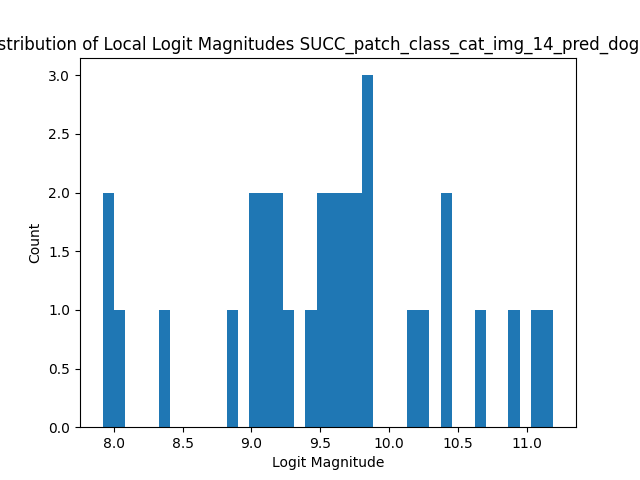 stribution of Local Logit Magnitudes SUCC_patch_class_cat_img_14_pred_dog
3.0
2.5
2.0
1.5
1.0
0.5
0.0
Count
8.0 8.5 9.0 9.5 10.0 10.5 11.0
Logit Magnitude